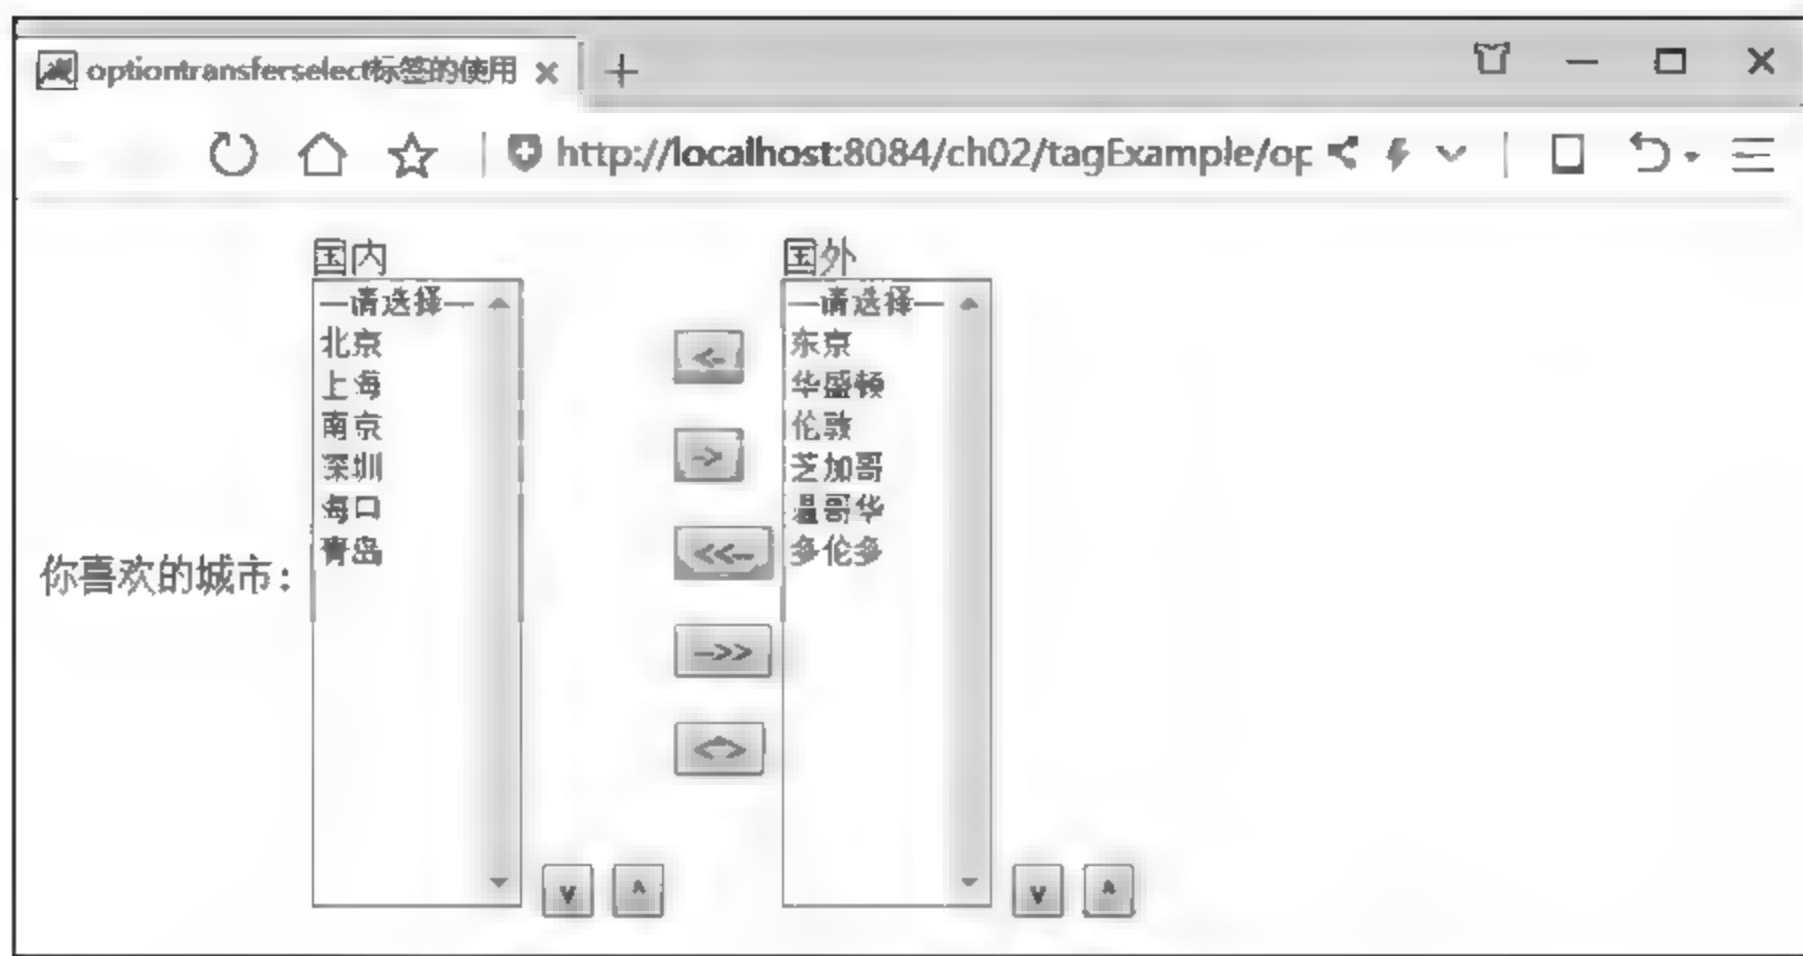 optiontransferselect标签的使用
http://localhost:8084/ch02/tagExample/op
国内
—请选择—
北京
上海
南京
深圳
海口
青岛
你喜欢的城市：
<-
->
<<--
-->>
<*>
v ^
国外
—请选择—
东京
华盛顿
伦敦
芝加哥
温哥华
多伦多
v ^